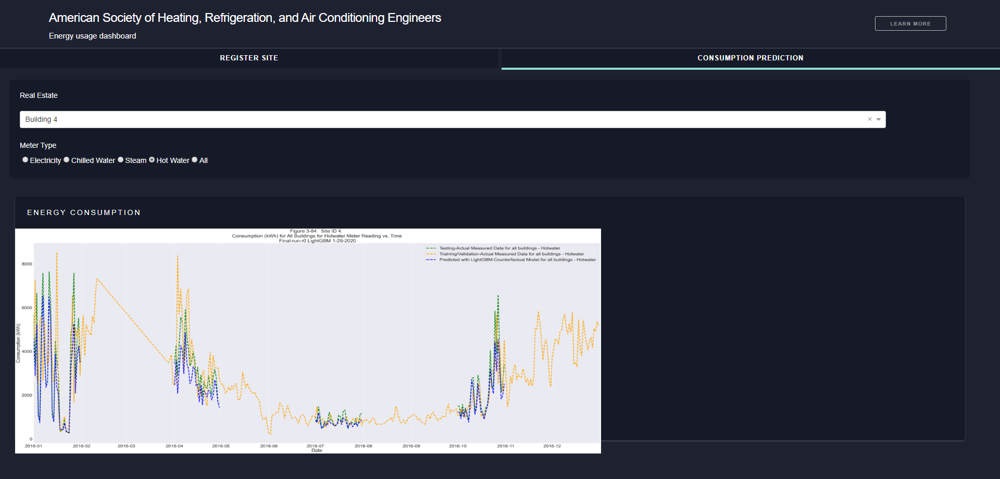 American Society of Heating, Refrigeration, and Air Conditioning Engineers
Energy usage dashboard
LEARN MORE
REGISTER SITE
CONSUMPTION PREDICTION
Real Estate
Building 4
Meter Type
Electricity Chilled Water Steam Hot Water All
ENERGY CONSUMPTION
Figure 3-84. Site ID 4.
Consumption (kWh) for All Buildings for Hotwater Meter Reading vs. Time
Final-run-r0 LightGBM 1-29-2020
Testing-Actual Measured Data for all buildings - Hotwater
Training/Validation-Actual Measured Data for all buildings - Hotwater
Predicted with LightGBM-Counterfactual Model for all buildings - Hotwater
Consumption (kWh)
8000
6000
4000
2000
0
2016-01 2016-02 2016-03 2016-04 2016-05 2016-06 2016-07 2016-08 2016-09 2016-10 2016-11 2016-12
Date